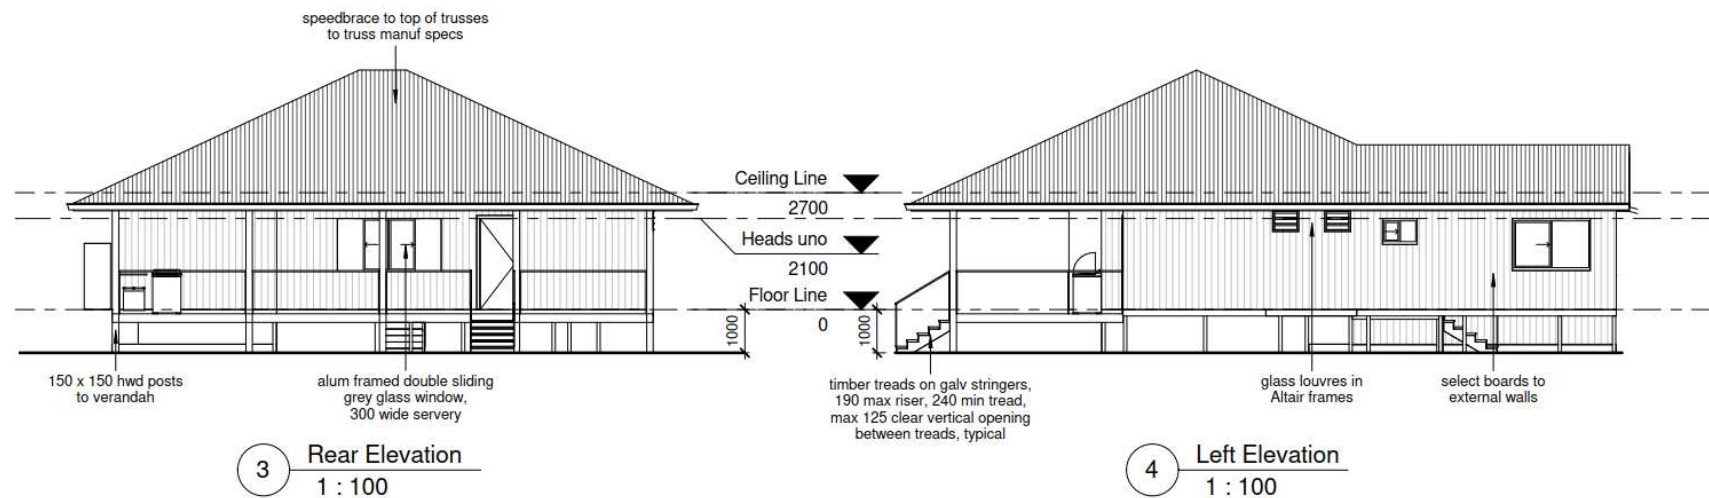 speedbrace to top of trusses
to truss manuf specs
Ceiling Line
2700
Heads uno
2100
Floor Line
0
1000
1000
150 x 150 hwd posts
to verandah
alum framed double sliding
grey glass window,
300 wide servery
timber treads on galv stringers,
190 max riser, 240 min tread,
max 125 clear vertical opening
between treads, typical
glass louvres in
Altair frames
select boards to
external walls
3
Rear Elevation
1 : 100
4
Left Elevation
1 : 100